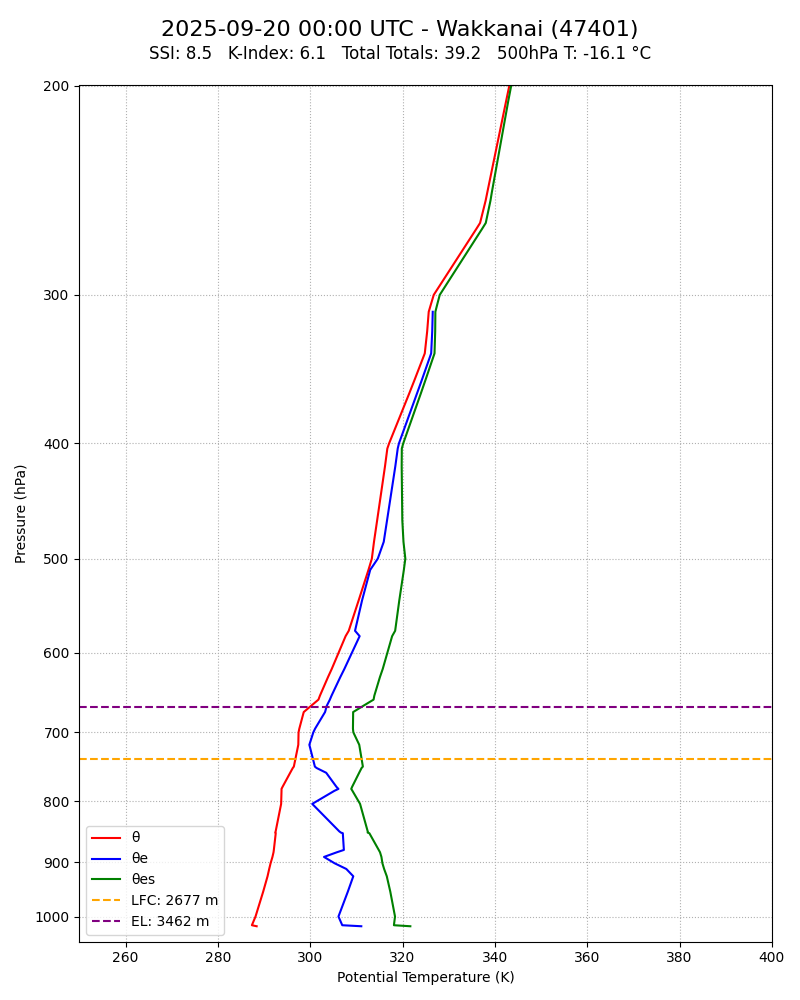 2025-09-20 00:00 UTC - Wakkanai (47401)
SSI: 8.5 K-Index: 6.1 Total Totals: 39.2 500hPa T: -16.1 °C
200
300
400
500
600
700
800
900
1000
Pressure (hPa)
θ
θe
θes
LFC: 2677 m
EL: 3462 m
260 280 300 320 340 360 380 400
Potential Temperature (K)